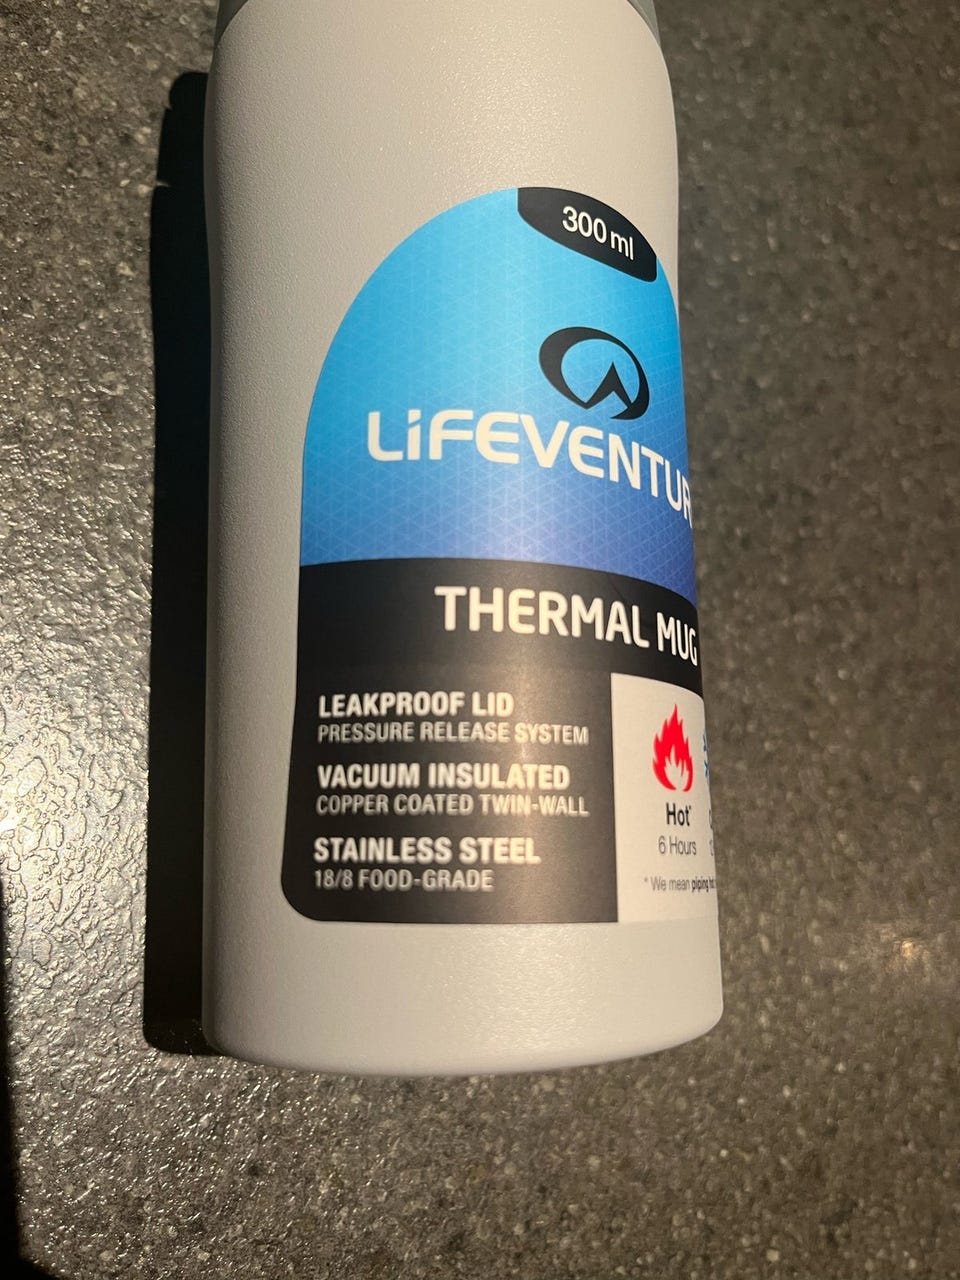 300 ml
LiFEVENTUR
THERMAL MUG
LEAKPROOF LID
PRESSURE RELEASE SYSTEM
VACUUM INSULATED
COPPER COATED TWIN-WALL
STAINLESS STEEL
18/8 FOOD-GRADE
Hot*
6 Hours
* We mean piping